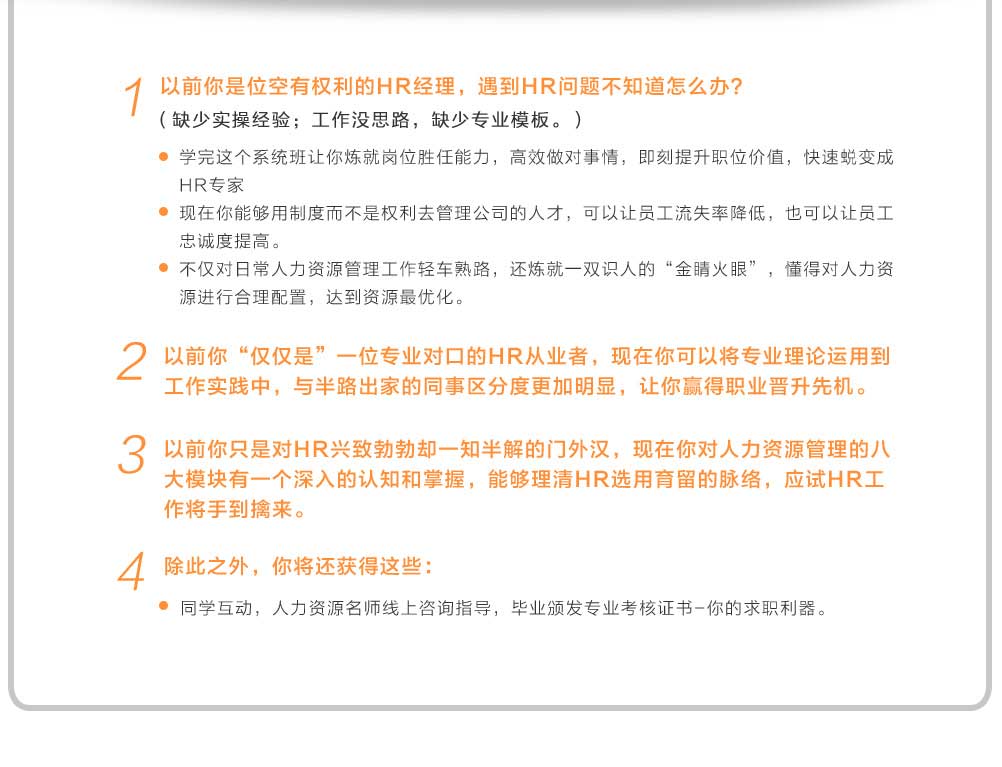 1 以前你是位空有权利的HR经理，遇到HR问题不知道怎么办？
（缺少实操经验；工作没思路，缺少专业模板。）
● 学完这个系统班让你炼就岗位胜任能力，高效做对事情，即刻提升职位价值，快速蜕变成
HR专家
● 现在你能够用制度而不是权利去管理公司的人才，可以让员工流失率降低，也可以让员工
忠诚度提高。
● 不仅对日常人力资源管理工作轻车熟路，还炼就一双识人的“金睛火眼”，懂得对人力资
源进行合理配置，达到资源最优化。
2 以前你“仅仅是”一位专业对口的HR从业者，现在你可以将专业理论运用到
工作实践中，与半路出家的同事区分度更加明显，让你赢得职业晋升先机。
3 以前你只是对HR兴致勃勃却一知半解的门外汉，现在你对人力资源管理的八
大模块有一个深入的认知和掌握，能够理清HR选用育留的脉络，应试HR工
作将手到擒来。
4 除此之外，你将还获得这些：
● 同学互动，人力资源名师线上咨询指导，毕业颁发专业考核证书-你的求职利器。